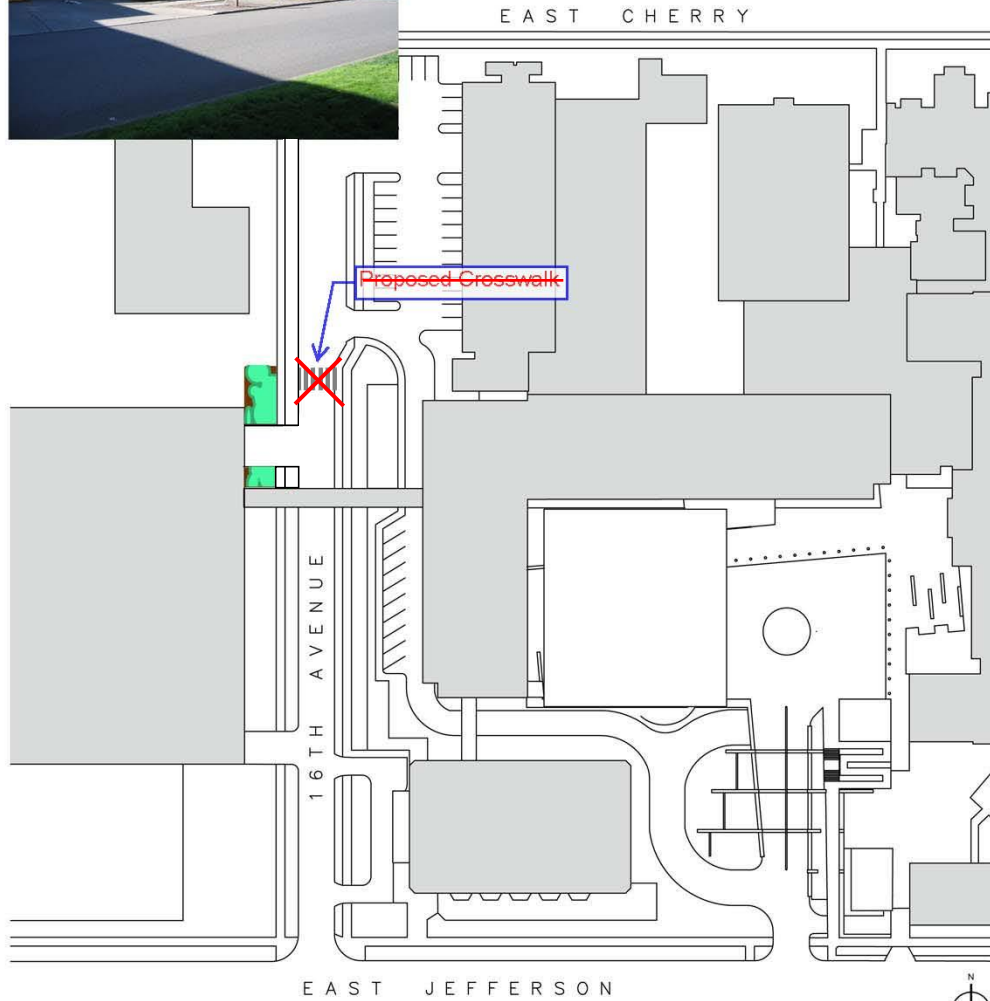 EAST CHERRY
Proposed Crosswalk
16TH AVENUE
EAST JEFFERSON
N